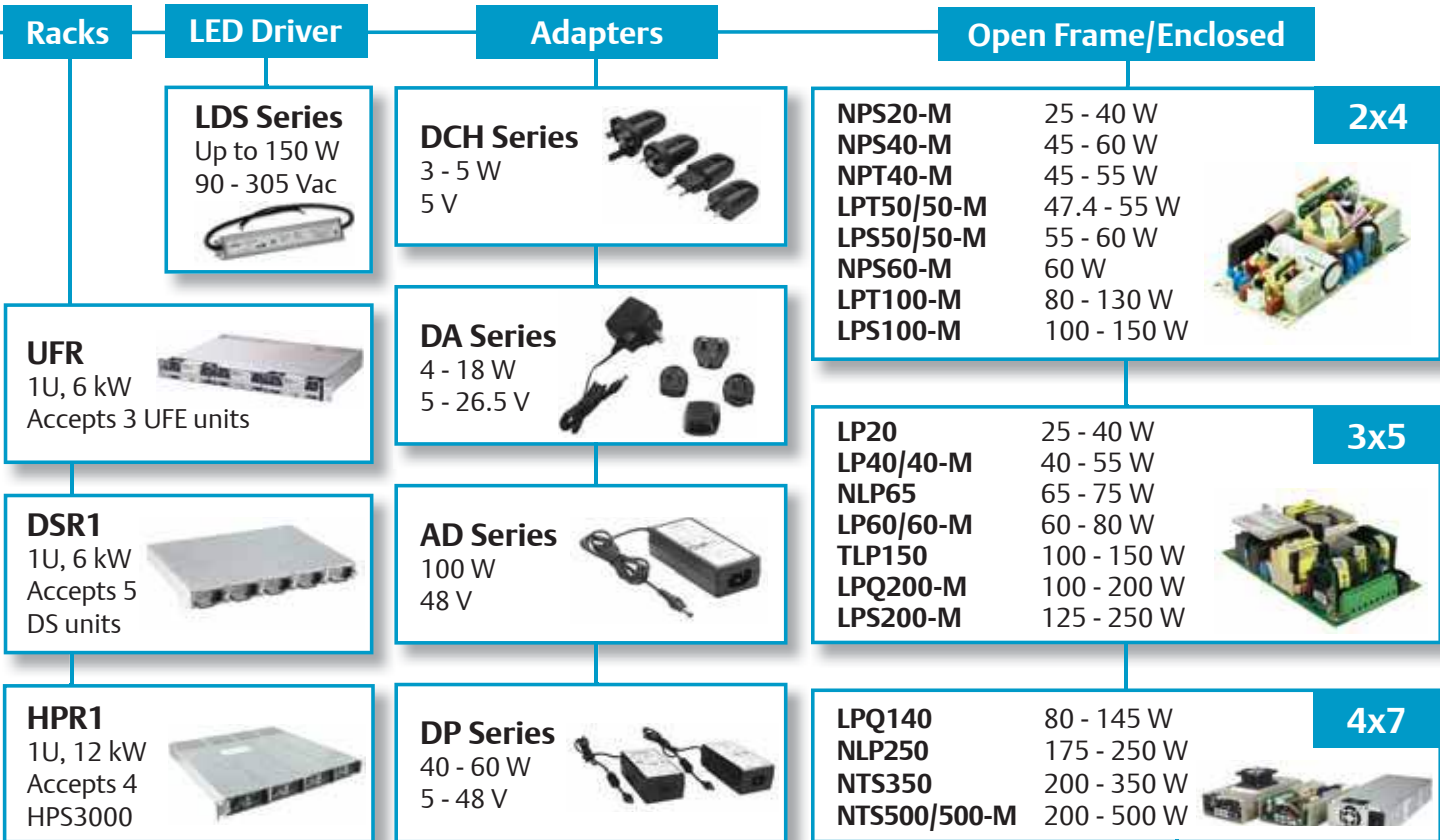 Racks
LED Driver
Adapters
Open Frame/Enclosed
LDS Series
Up to 150 W
90 - 305 Vac
UFR
1U, 6 kW
Accepts 3 UFE units
DSR1
1U, 6 kW
Accepts 5
DS units
HPR1
1U, 12 kW
Accepts 4
HPS3000
DCH Series
3 - 5 W
5 V
DA Series
4 - 18 W
5 - 26.5 V
AD Series
100 W
48 V
DP Series
40 - 60 W
5 - 48 V
2x4
NPS20-M 25 - 40 W
NPS40-M 45 - 60 W
NPT40-M 45 - 55 W
LPT50/50-M 47.4 - 55 W
LPS50/50-M 55 - 60 W
NPS60-M 60 W
LPT100-M 80 - 130 W
LPS100-M 100 - 150 W
3x5
LP20 25 - 40 W
LP40/40-M 40 - 55 W
NLP65 65 - 75 W
LP60/60-M 60 - 80 W
TLP150 100 - 150 W
LPQ200-M 100 - 200 W
LPS200-M 125 - 250 W
4x7
LPQ140 80 - 145 W
NLP250 175 - 250 W
NTS350 200 - 350 W
NTS500/500-M 200 - 500 W